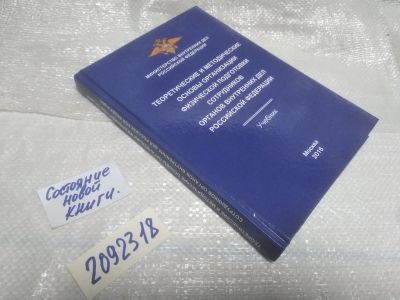 МИНИСТЕРСТВО ВНУТРЕННИХ ДЕЛ
РОССИЙСКОЙ ФЕДЕРАЦИИ
ТЕОРЕТИЧЕСКИЕ И МЕТОДИЧЕСКИЕ
ОСНОВЫ ОРГАНИЗАЦИИ
ФИЗИЧЕСКОЙ ПОДГОТОВКИ
СОТРУДНИКОВ
ОРГАНОВ ВНУТРЕННИХ ДЕЛ
РОССИЙСКОЙ ФЕДЕРАЦИИ
Учебник
Москва
2016
Состояние
новой
книги.
2092318